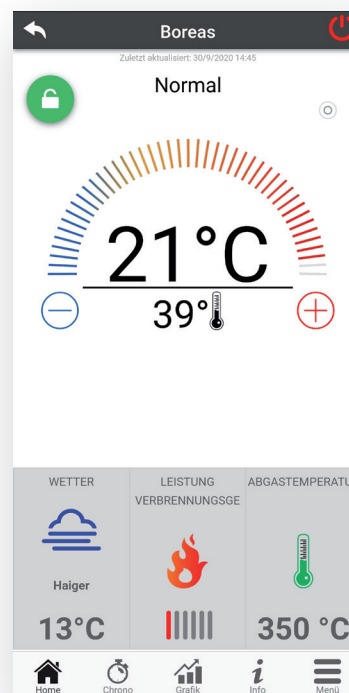 Boreas
Zuletzt aktualisiert: 30/9/2020 14:45
Normal
21°C
39°
WETTER
LEISTUNG
VERBRENNUNGSGE
ABGASTEMPERATU
Haiger
13°C
350 °C
Home
Chrono
Grafik
Info
Menü